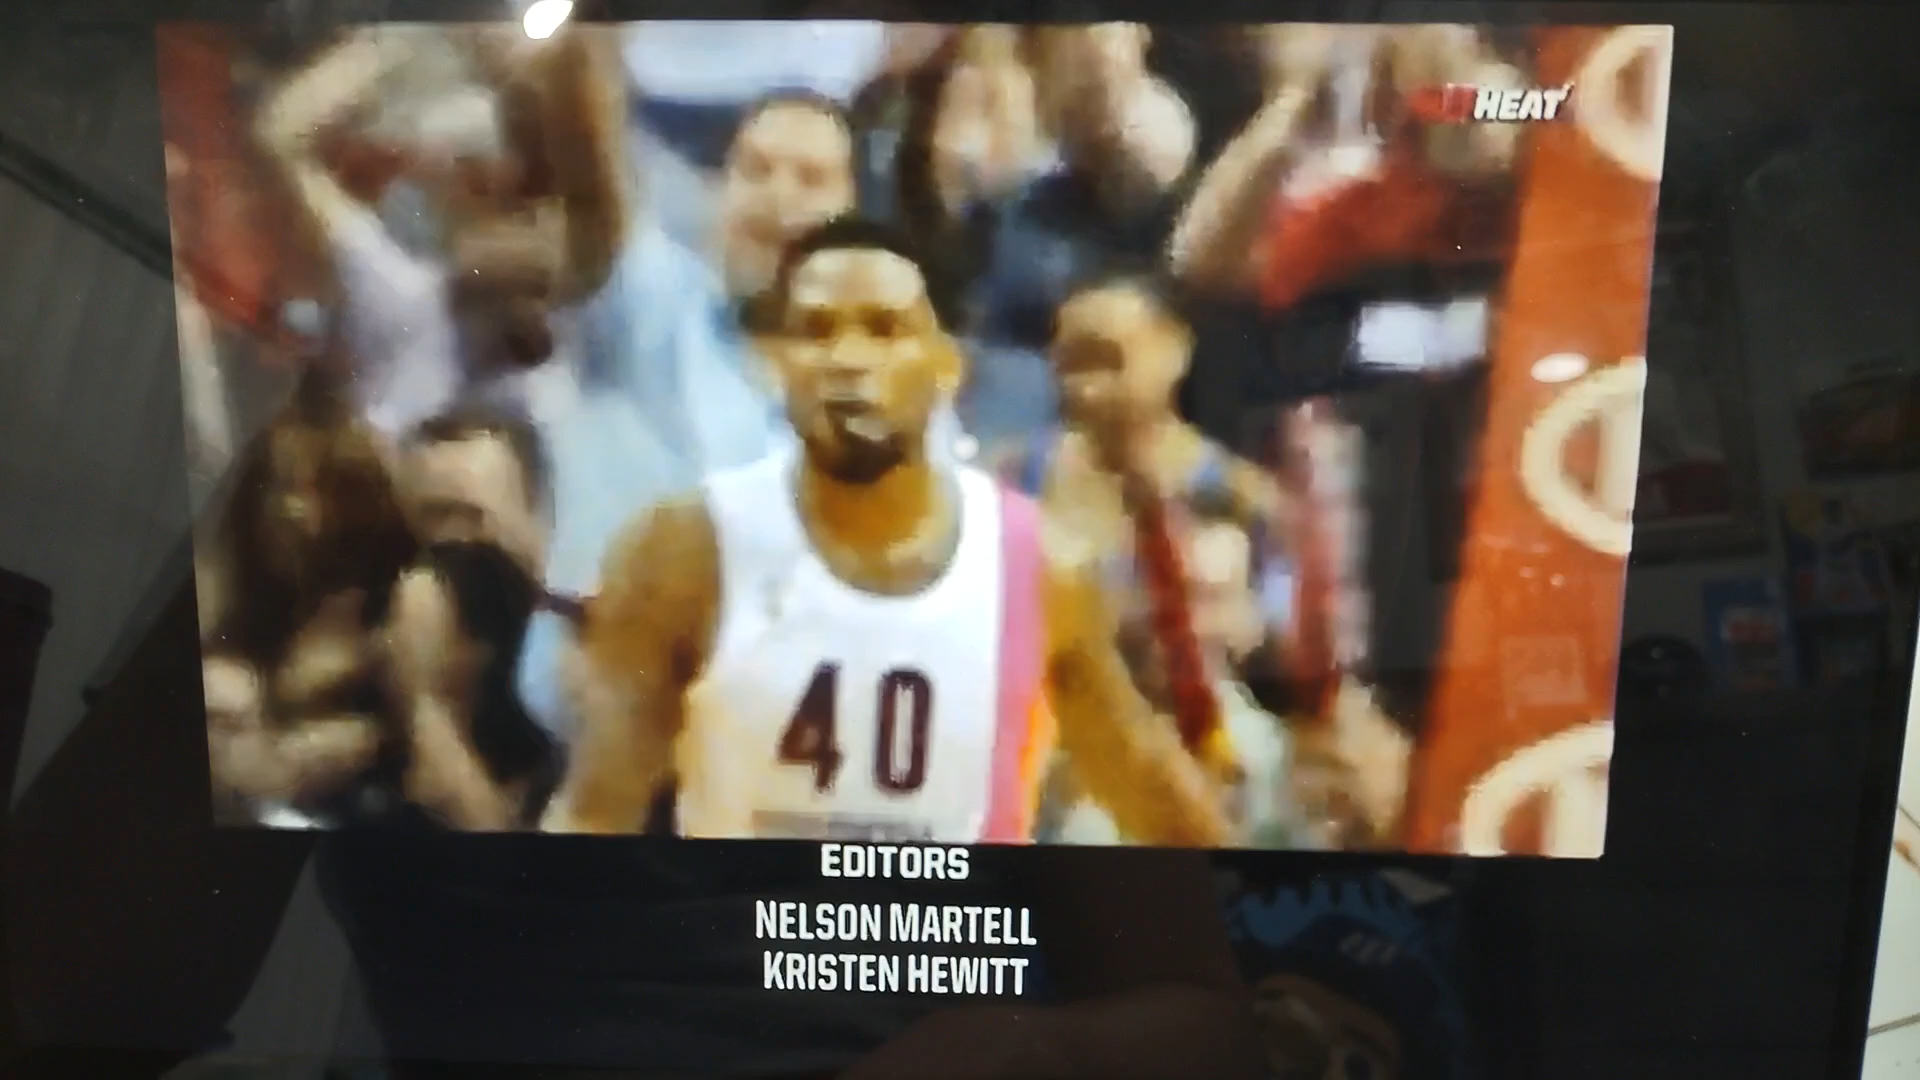 HEAT
40
EDITORS
NELSON MARTELL
KRISTEN HEWITT